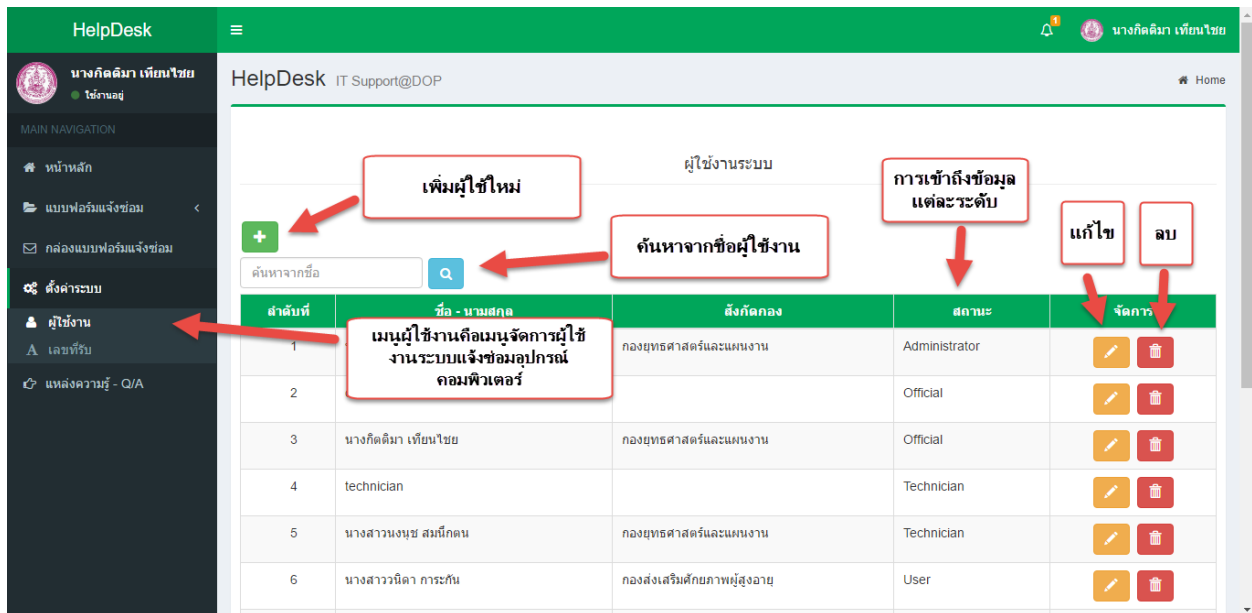 HelpDesk
1
นางกิตติมา เทียนไชย
นางกิตติมา เทียนไชย
ใช้งานอยู่
HelpDesk IT Support@DOP
Home
MAIN NAVIGATION
หน้าหลัก
แบบฟอร์มแจ้งซ่อม
กล่องแบบฟอร์มแจ้งซ่อม
ตั้งค่าระบบ
ผู้ใช้งาน
A เลขที่รับ
แหล่งความรู้ - Q/A
ผู้ใช้งานระบบ
เพิ่มผู้ใช้ใหม่
การเข้าถึงข้อมูล
แต่ละระดับ
แก้ไข
ลบ
ค้นหาจากชื่อผู้ใช้งาน
ค้นหาจากชื่อ
ลำดับที่ ชื่อ - นามสกุล สังกัดกอง สถานะ จัดการ
เมนูผู้ใช้งานคือเมนูจัดการผู้ใช้
งานระบบแจ้งซ่อมอุปกรณ์
คอมพิวเตอร์
1 กองยุทธศาสตร์และแผนงาน Administrator
2 Official
3 นางกิตติมา เทียนไชย กองยุทธศาสตร์และแผนงาน Official
4 technician Technician
5 นางสาวนงนุช สมนึกตน กองยุทธศาสตร์และแผนงาน Technician
6 นางสาววนิดา การะกัน กองส่งเสริมศักยภาพผู้สูงอายุ User